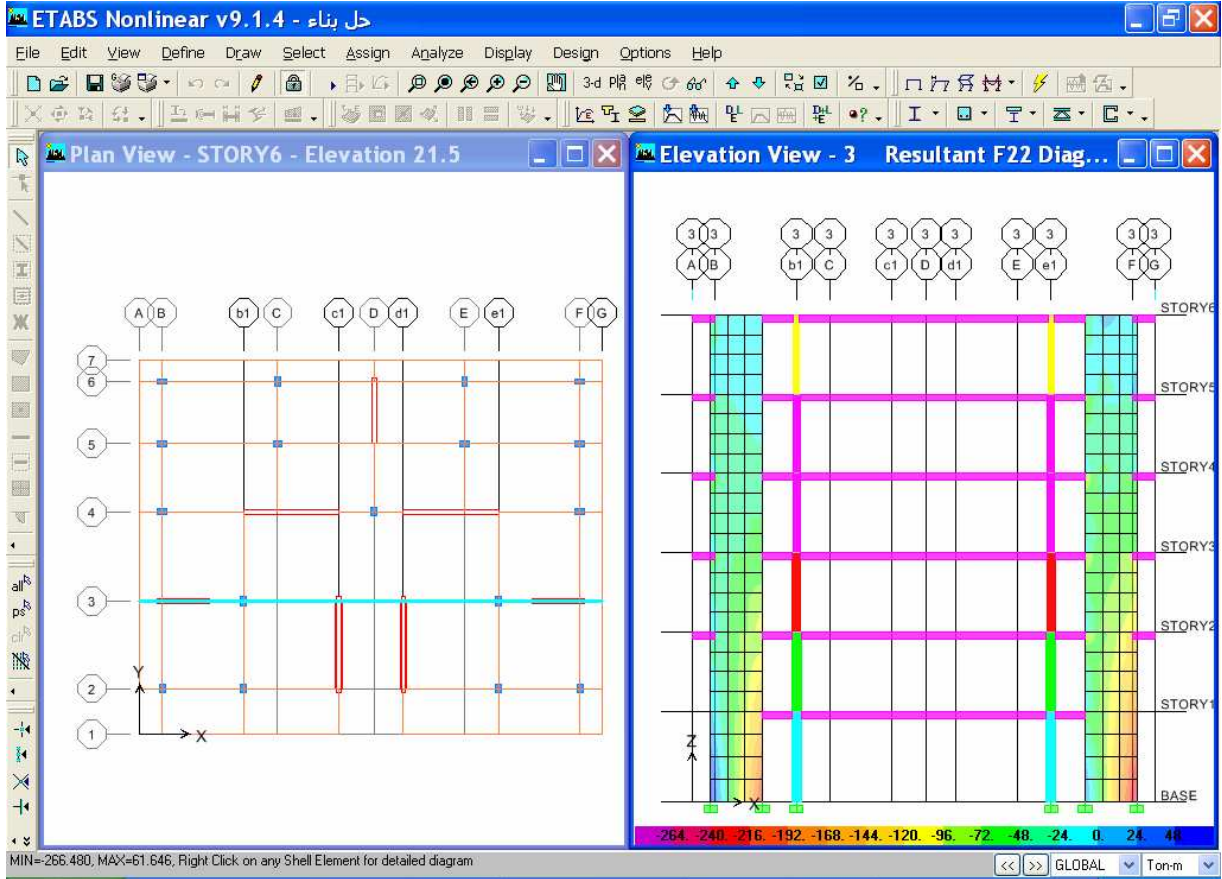 ETABS Nonlinear v9.1.4 - حل بناء
File Edit View Define Draw Select Assign Analyze Display Design Options Help
3-d
Plan View - STORY6 - Elevation 21.5
Elevation View - 3 Resultant F22 Diag...
3 3 3 3 3 3 3 3 3 3 3
A B b1 C c1 D d1 E e1 F G
STORY6
STORY5
STORY4
STORY3
STORY2
STORY1
BASE
Z
X
A B b1 C c1 D d1 E e1 F G
7
6
5
4
3
2
1
Y
X
all
ps
clr
-264. -240. -216. -192. -168. -144. -120. -96. -72. -48. -24. 0. 24. 48.
MIN=-266.480, MAX=61.646, Right Click on any Shell Element for detailed diagram
<< >> GLOBAL Ton-m